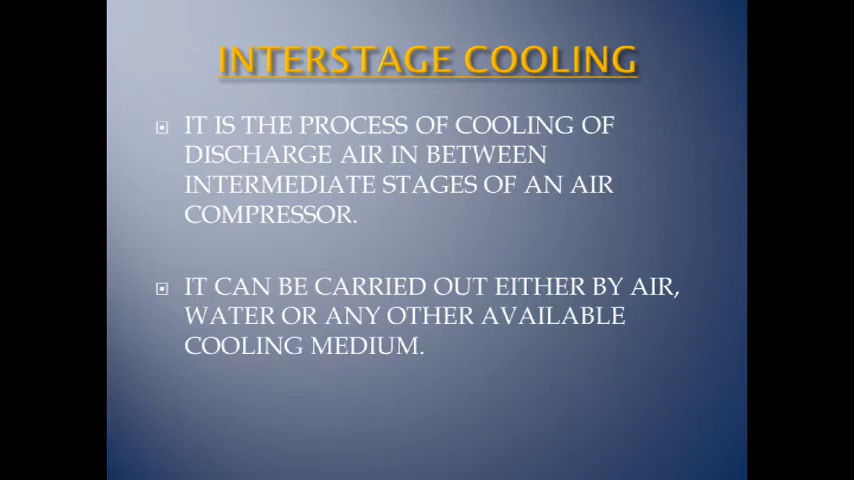 INTERSTAGE COOLING
IT IS THE PROCESS OF COOLING OF
DISCHARGE AIR IN BETWEEN
INTERMEDIATE STAGES OF AN AIR
COMPRESSOR.
IT CAN BE CARRIED OUT EITHER BY AIR,
WATER OR ANY OTHER AVAILABLE
COOLING MEDIUM.